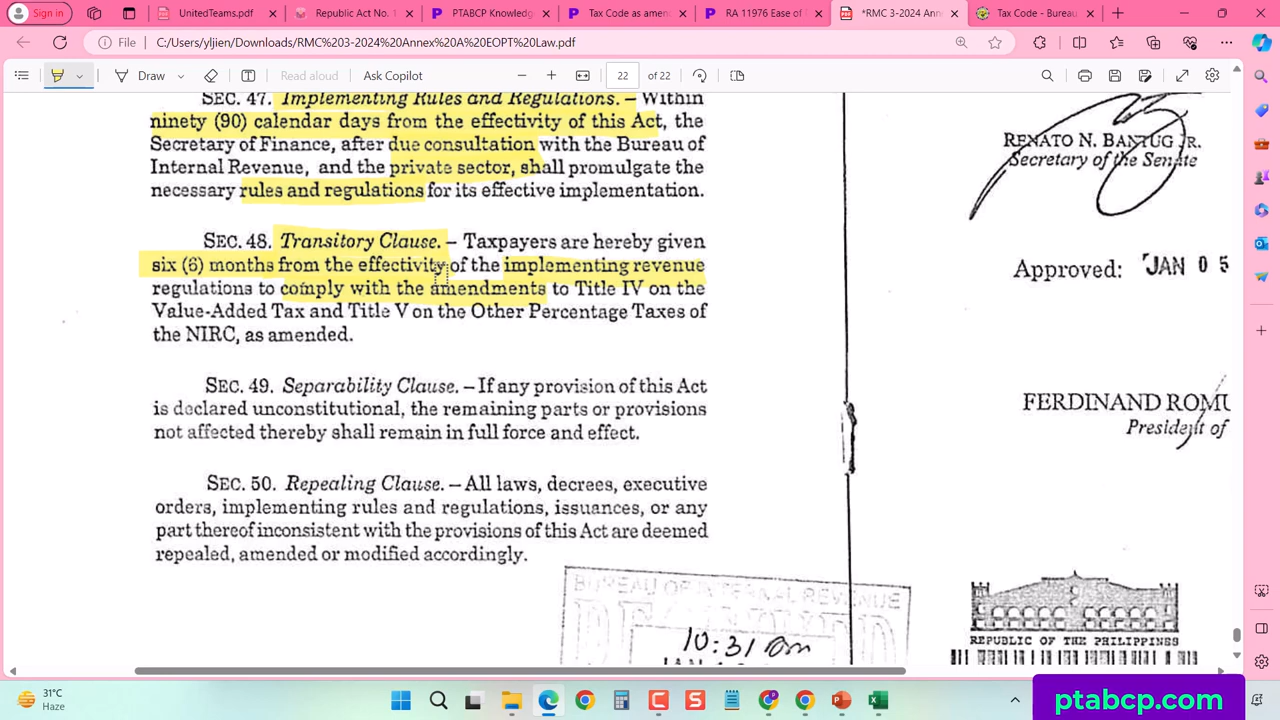 Sign in
UnitedTeams.pdf
Republic Act No. 1
PTABCP Knowledg
Tax Code as amen
RA 11976 Ease of
*RMC 3-2024 Ann
Tax Code - Bureau
File
C:/Users/yljien/Downloads/RMC%203-2024%20Annex%20A%20EOPT%20Law.pdf
Draw
Read aloud
Ask Copilot
22
of 22
SEC. 47. Implementing Rules and Regulations. – Within
ninety (90) calendar days from the effectivity of this Act, the
Secretary of Finance, after due consultation with the Bureau of
Internal Revenue, and the private sector, shall promulgate the
necessary rules and regulations for its effective implementation.
SEC. 48. Transitory Clause. – Taxpayers are hereby given
six (6) months from the effectivity of the implementing revenue
regulations to comply with the amendments to Title IV on the
Value-Added Tax and Title V on the Other Percentage Taxes of
the NIRC, as amended.
SEC. 49. Separability Clause. – If any provision of this Act
is declared unconstitutional, the remaining parts or provisions
not affected thereby shall remain in full force and effect.
SEC. 50. Repealing Clause. – All laws, decrees, executive
orders, implementing rules and regulations, issuances, or any
part thereof inconsistent with the provisions of this Act are deemed
repealed, amended or modified accordingly.
RENATO N. BANTUG JR.
Secretary of the Senate
Approved: JAN 0 5
FERDINAND ROMU
President of
BUREAU OF INTERNAL REVENUE
10:31 am
REPUBLIC OF THE PHILIPPINES
31°C
Haze
ptabcp.com